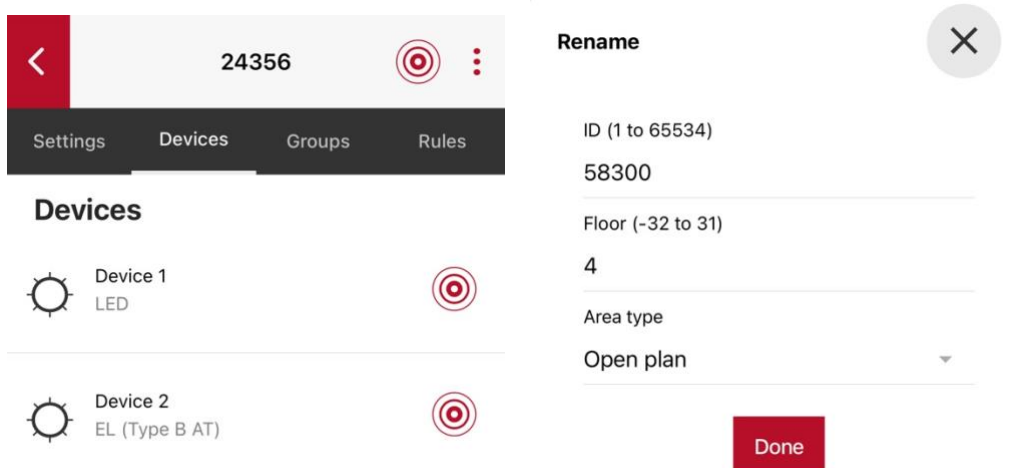 24356
Settings Devices Groups Rules
Devices
Device 1
LED
Device 2
EL (Type B AT)
Rename
ID (1 to 65534)
58300
Floor (-32 to 31)
4
Area type
Open plan
Done